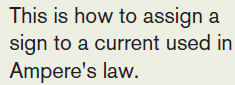 This is how to assign a
sign to a current used in
Ampere's law.